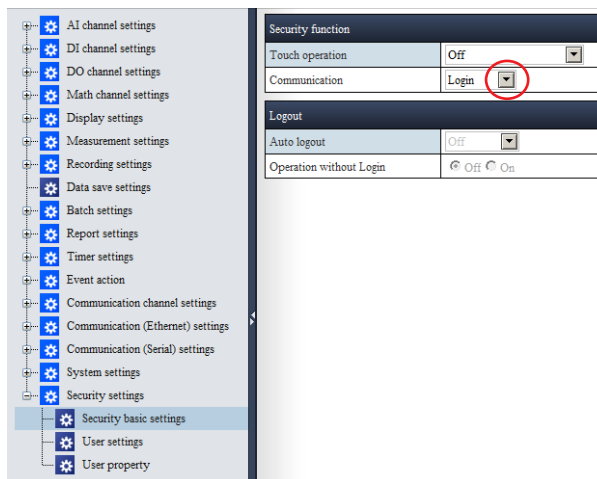 AI channel settings
DI channel settings
DO channel settings
Math channel settings
Display settings
Measurement settings
Recording settings
Data save settings
Batch settings
Report settings
Timer settings
Event action
Communication channel settings
Communication (Ethernet) settings
Communication (Serial) settings
System settings
Security settings
Security basic settings
User settings
User property
Security function
Touch operation Off
Communication Login
Logout
Auto logout Off
Operation without Login Off On